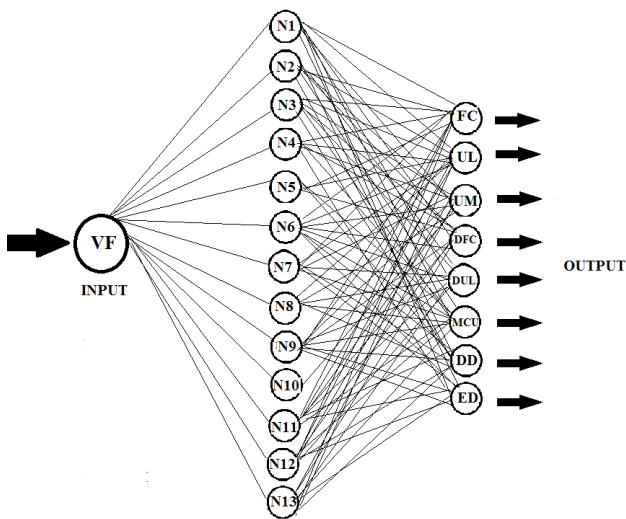 VF
INPUT
N1
N2
N3
N4
N5
N6
N7
N8
N9
N10
N11
N12
N13
FC
UL
UM
DFC
DUL
MCU
DD
ED
OUTPUT